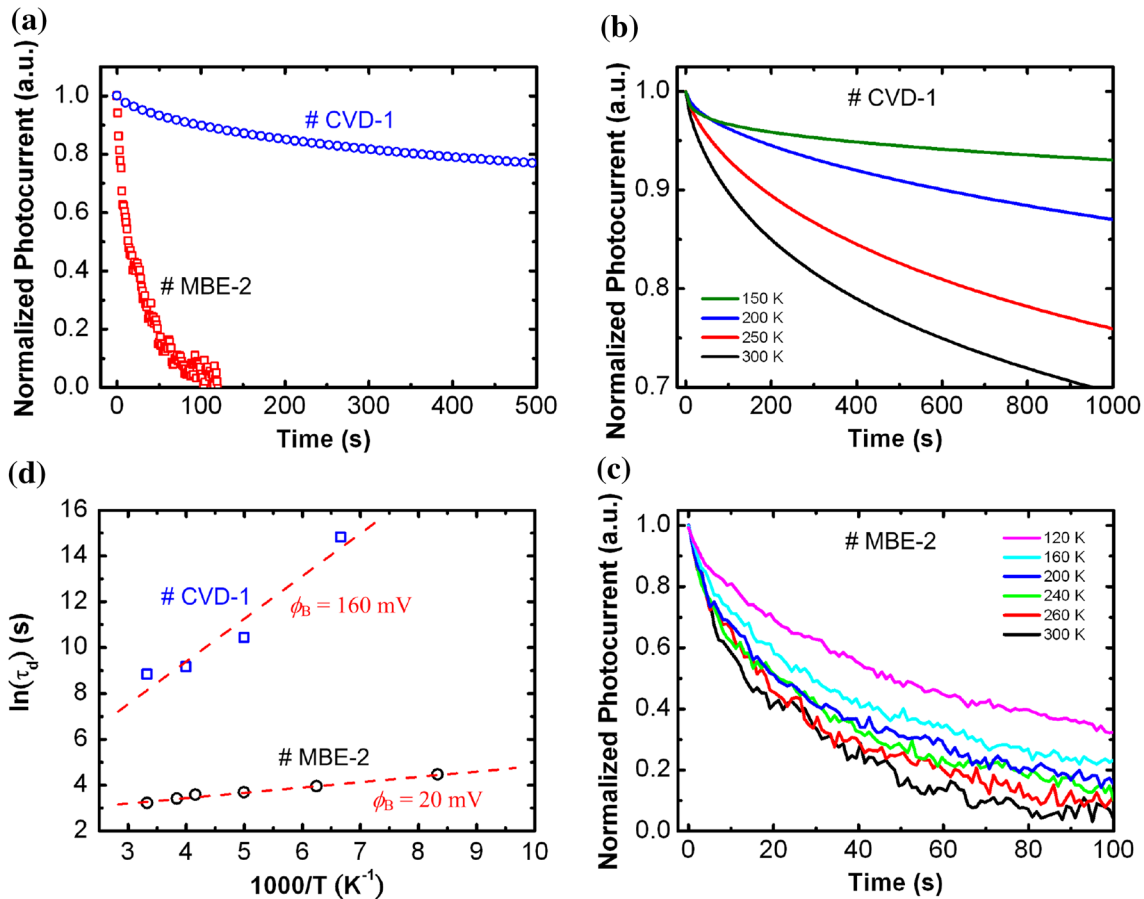 (a)
Normalized Photocurrent (a.u.)
1.0
0.8
0.6
0.4
0.2
0.0
# CVD-1
# MBE-2
0 100 200 300 400 500
Time (s)
(b)
Normalized Photocurrent (a.u.)
1.0
0.9
0.8
0.7
# CVD-1
150 K
200 K
250 K
300 K
0 200 400 600 800 1000
Time (s)
(d)
ln(τd) (s)
16
14
12
10
8
6
4
2
# CVD-1
ϕB = 160 mV
# MBE-2
ϕB = 20 mV
3 4 5 6 7 8 9 10
1000/T (K-1)
(c)
Normalized Photocurrent (a.u.)
1.0
0.8
0.6
0.4
0.2
0.0
# MBE-2
120 K
160 K
200 K
240 K
260 K
300 K
0 20 40 60 80 100
Time (s)